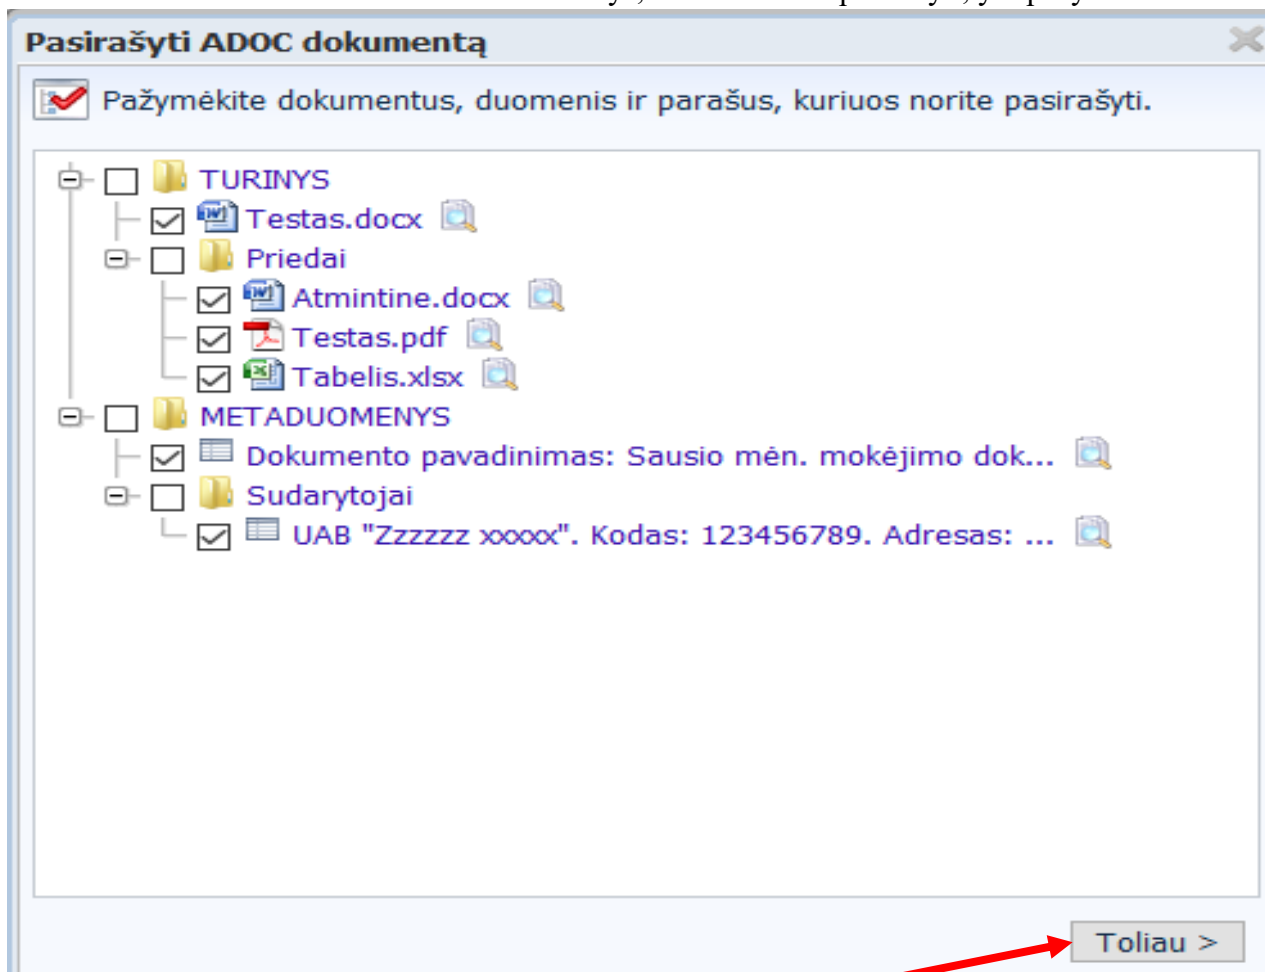 Pasirašyti ADOC dokumentą
Pažymėkite dokumentus, duomenis ir parašus, kuriuos norite pasirašyti.
TURINYS
Testas.docx
Priedai
Atmintine.docx
Testas.pdf
Tabelis.xlsx
METADUOMENYS
Dokumento pavadinimas: Sausio mėn. mokėjimo dok...
Sudarytojai
UAB "Zzzzzz xxxxx". Kodas: 123456789. Adresas: ...
Toliau >